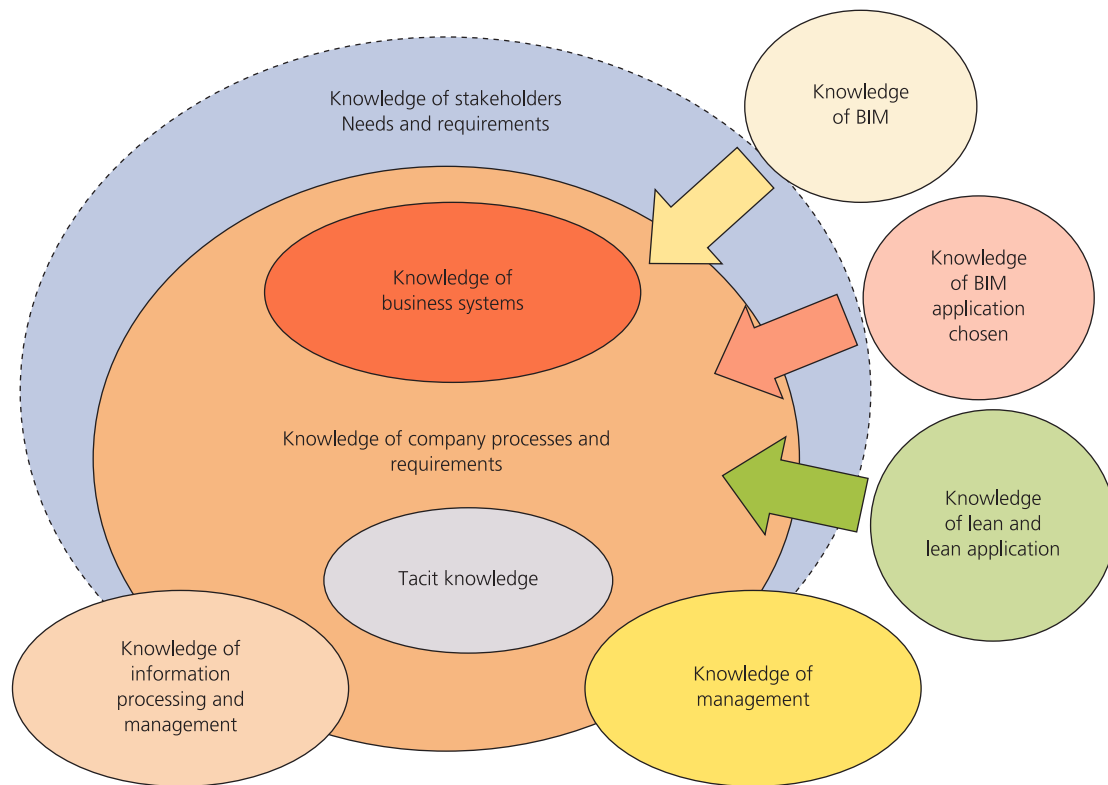 Knowledge of stakeholders
Needs and requirements
Knowledge
of BIM
Knowledge of
business systems
Knowledge
of BIM
application
chosen
Knowledge of company processes and
requirements
Knowledge
of lean and
lean application
Tacit knowledge
Knowledge of
information
processing and
management
Knowledge of
management